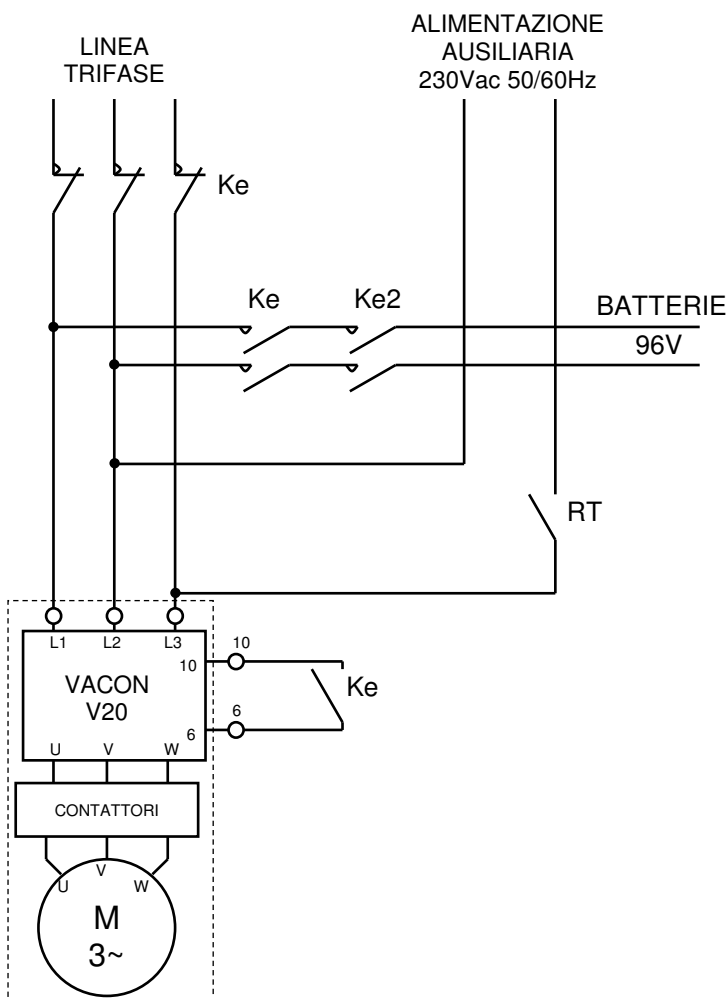 ALIMENTAZIONE
AUSILIARIA
230Vac 50/60Hz
LINEA
TRIFASE
Ke
Ke
Ke2
BATTERIE
96V
RT
L1
L2
L3
10
10
VACON
V20
Ke
6
6
U
V
W
CONTATTORI
U
V
W
M
3~